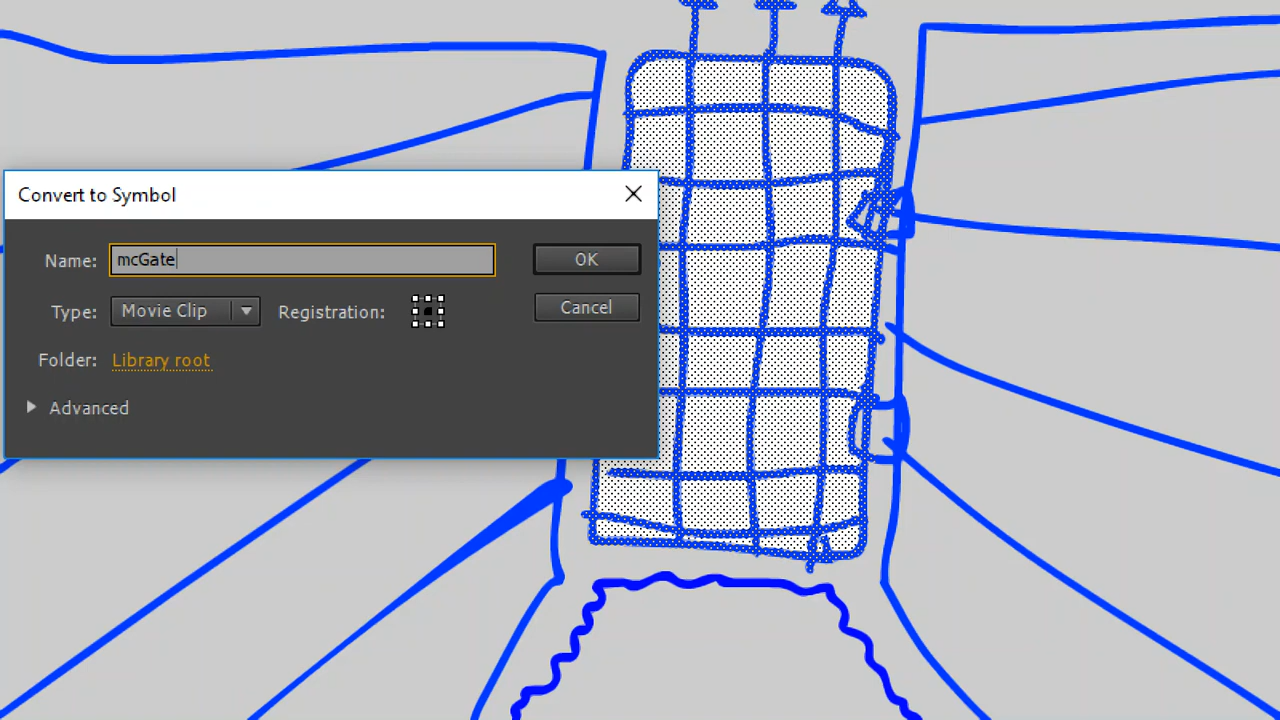 Convert to Symbol
Name: mcGate OK
Type: Movie Clip Registration: Cancel
Folder: Library root
Advanced